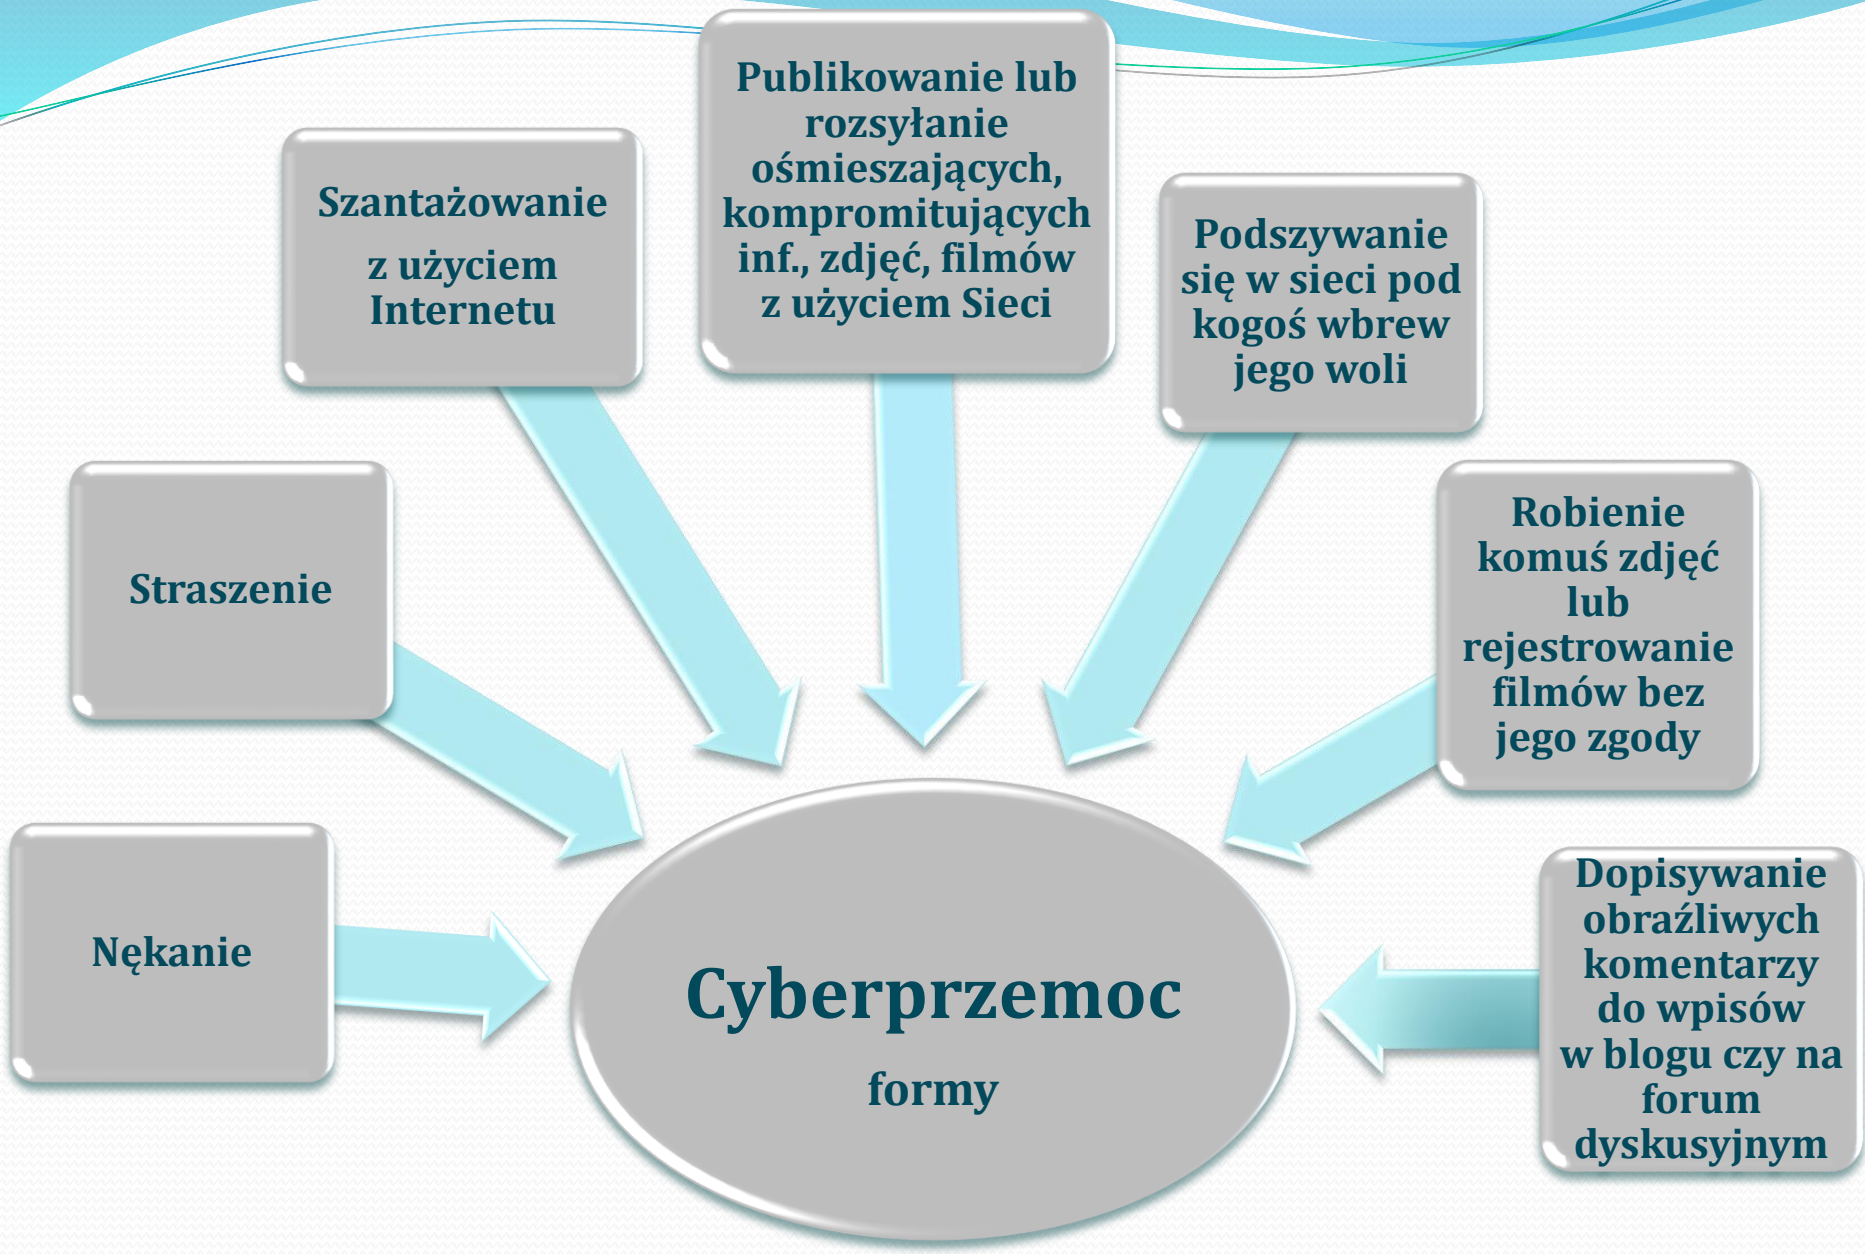 Publikowanie lub
rozsyłanie
ośmieszających,
kompromitujących
inf., zdjęć, filmów
z użyciem Sieci
Szantażowanie
z użyciem
Internetu
Podszywanie
się w sieci pod
kogoś wbrew
jego woli
Straszenie
Robienie
komuś zdjęć
lub
rejestrowanie
filmów bez
jego zgody
Nękanie
Dopisywanie
obraźliwych
komentarzy
do wpisów
w blogu czy na
forum
dyskusyjnym
Cyberprzemoc
formy